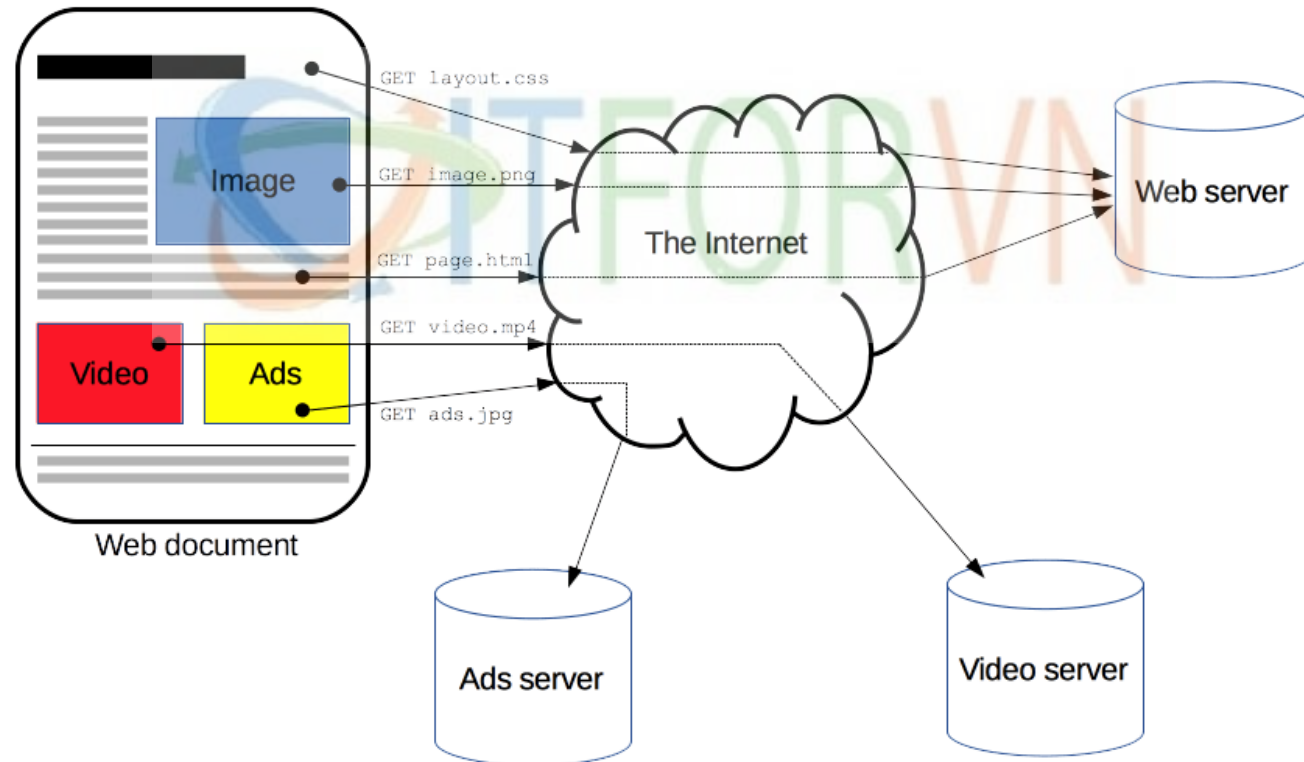 GET layout.css
ITFORVN
Image
GET image.png
Web server
The Internet
GET page.html
GET video.mp4
Video
Ads
GET ads.jpg
Web document
Ads server
Video server